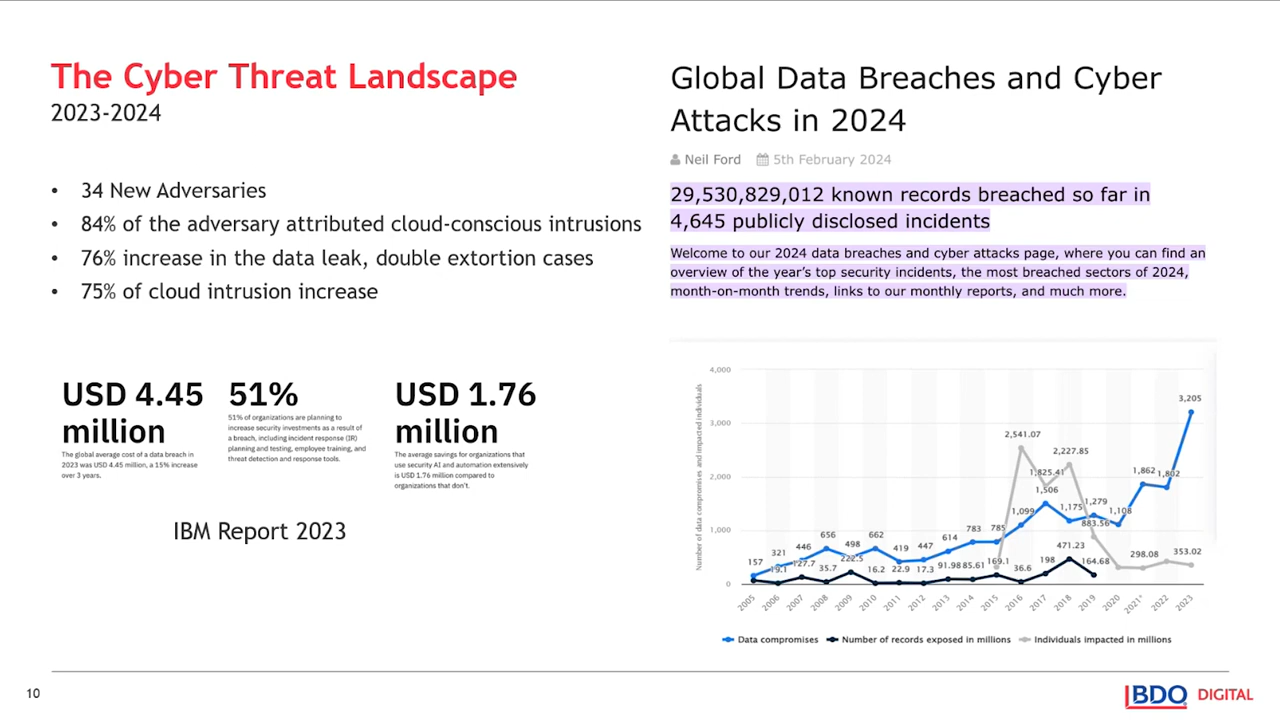 The Cyber Threat Landscape
2023-2024
• 34 New Adversaries
• 84% of the adversary attributed cloud-conscious intrusions
• 76% increase in the data leak, double extortion cases
• 75% of cloud intrusion increase
USD 4.45
million
The global average cost of a data breach in
2023 was USD 4.45 million, a 15% increase
over 3 years.
51%
51% of organizations are planning to
increase security investments as a result of
a breach, including incident response (IR)
planning and testing, employee training, and
threat detection and response tools.
USD 1.76
million
The average savings for organizations that
use security AI and automation extensively
is USD 1.76 million compared to
organizations that don't.
IBM Report 2023
Global Data Breaches and Cyber
Attacks in 2024
Neil Ford 5th February 2024
29,530,829,012 known records breached so far in
4,645 publicly disclosed incidents
Welcome to our 2024 data breaches and cyber attacks page, where you can find an
overview of the year's top security incidents, the most breached sectors of 2024,
month-on-month trends, links to our monthly reports, and much more.
Number of data compromises and impacted individuals
4,000
3,000
2,000
1,000
0
157 321 446 656 498 662 419 447 614 783 785 1,099 1,506 1,175 1,279 1,108 1,862 1,802 3,205
19.1 127.7 35.7 222.5 16.2 22.9 17.3 91.98 85.61 169.1 36.6 198 471.23 164.68
2,541.07 1,825.41 2,227.85 883.56 298.08 353.02
2005 2006 2007 2008 2009 2010 2011 2012 2013 2014 2015 2016 2017 2018 2019 2020 2021* 2022 2023
Data compromises Number of records exposed in millions Individuals impacted in millions
10
BDO DIGITAL